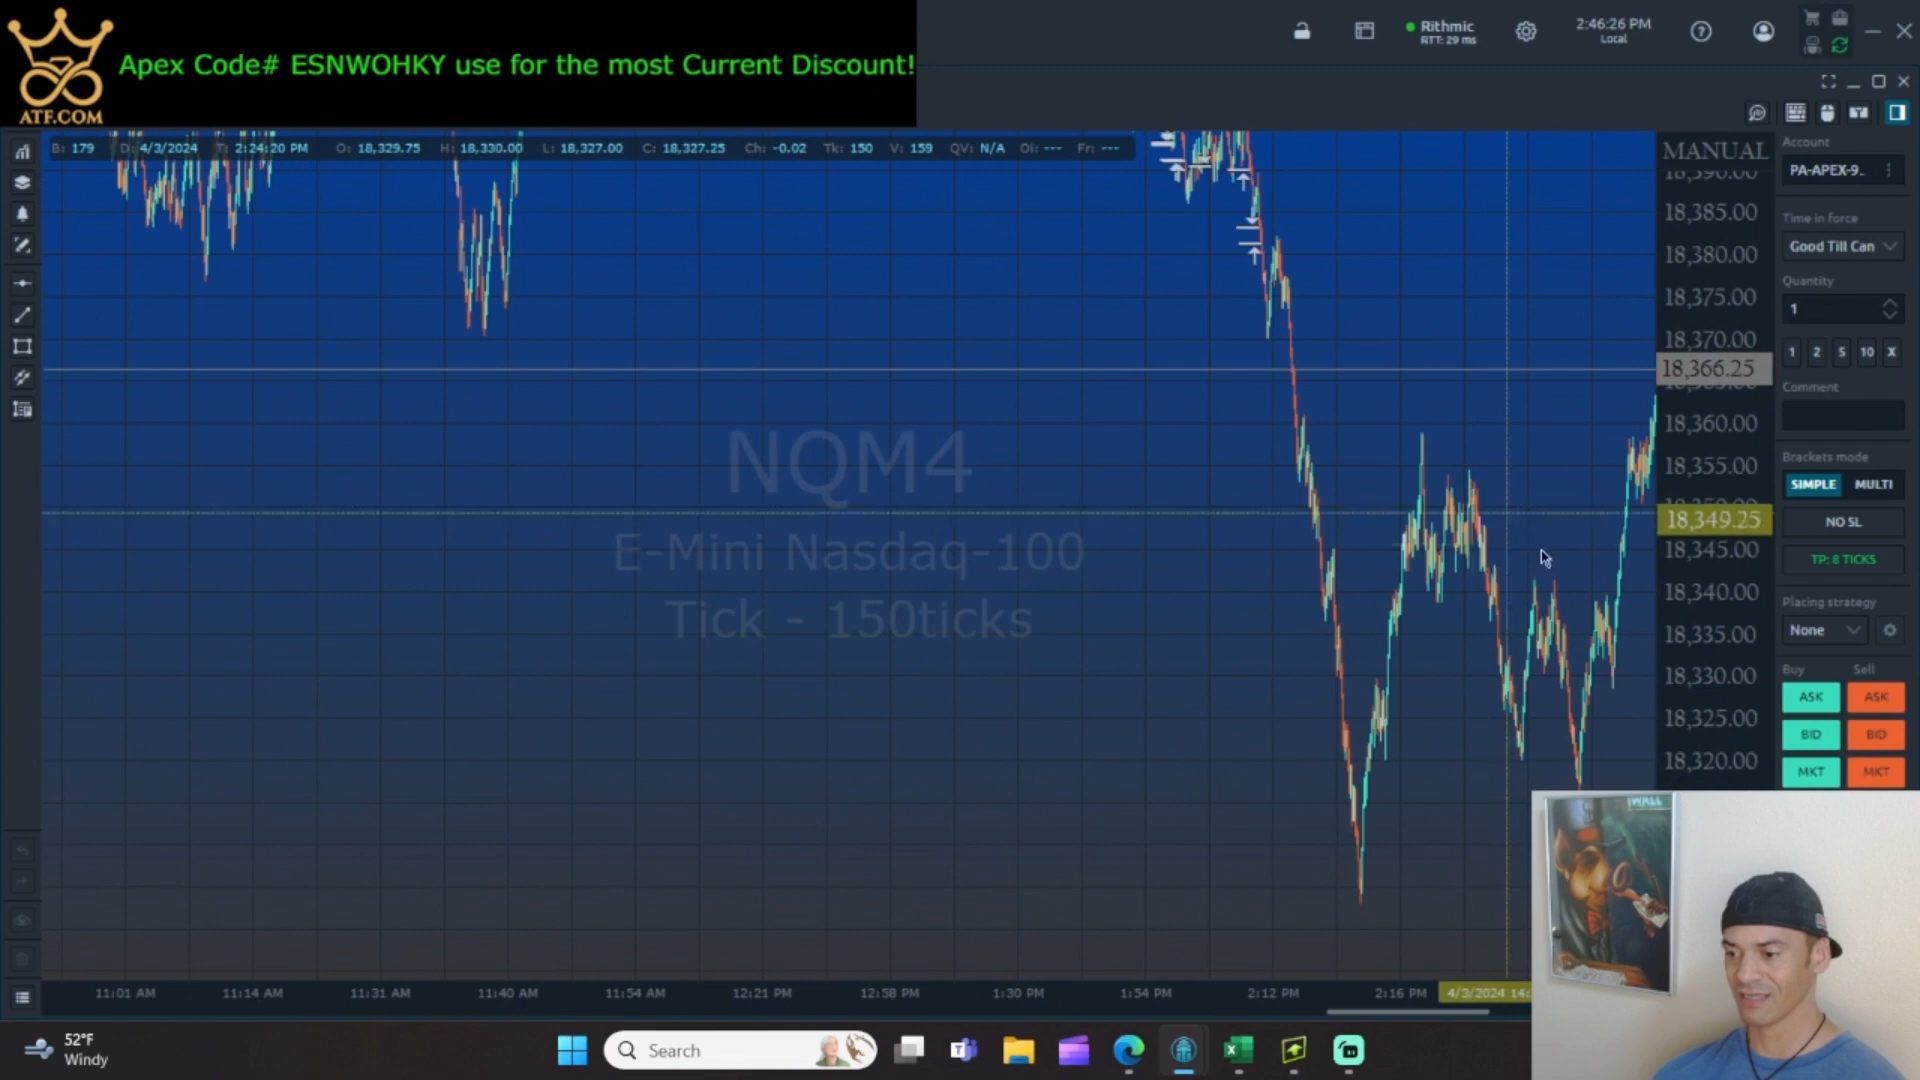 ATF.COM
Apex Code# ESNWOHKY use for the most Current Discount!
Rithmic
RTT: 29 ms
2:46:26 PM
Local
B: 179 D: 4/3/2024 T: 2:24:20 PM O: 18,329.75 H: 18,330.00 L: 18,327.00 C: 18,327.25 Ch: -0.02 Tk: 150 V: 159 QV: N/A Oi: --- Fr: ---
MANUAL
18,390.00
18,385.00
18,380.00
18,375.00
18,370.00
18,366.25
18,360.00
18,355.00
18,349.25
18,345.00
18,340.00
18,335.00
18,330.00
18,325.00
18,320.00
NQM4
E-Mini Nasdaq-100
Tick - 150ticks
Account
PA-APEX-9..
Time in force
Good Till Can
Quantity
1
1 2 5 10 X
Comment
Brackets mode
SIMPLE MULTI
NO SL
TP: 8 TICKS
Placing strategy
None
Buy Sell
ASK ASK
BID BID
MKT MKT
11:01 AM 11:14 AM 11:31 AM 11:40 AM 11:54 AM 12:21 PM 12:58 PM 1:30 PM 1:54 PM 2:12 PM 2:16 PM 4/3/2024 14:
52°F
Windy
Search